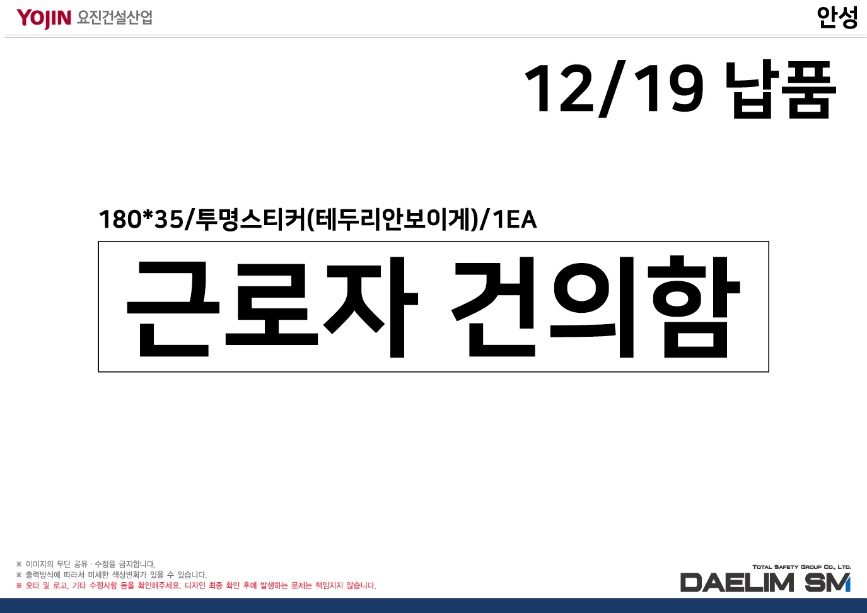 YOJIN 요진건설산업
안성
12/19 납품
180*35/투명스티커(테두리안보이게)/1EA
근로자 건의함
※ 이미지의 무단 공유 · 수정을 금지합니다.
※ 출력방식에 따라서 미세한 색상변화가 있을 수 있습니다.
※ 오타 및 로고, 기타 수정사항 등을 확인해주세요. 디자인 최종 확인 후에 발생하는 문제는 책임지지 않습니다.
TOTAL SAFETY GROUP CO., LTD.
DAELIM SM